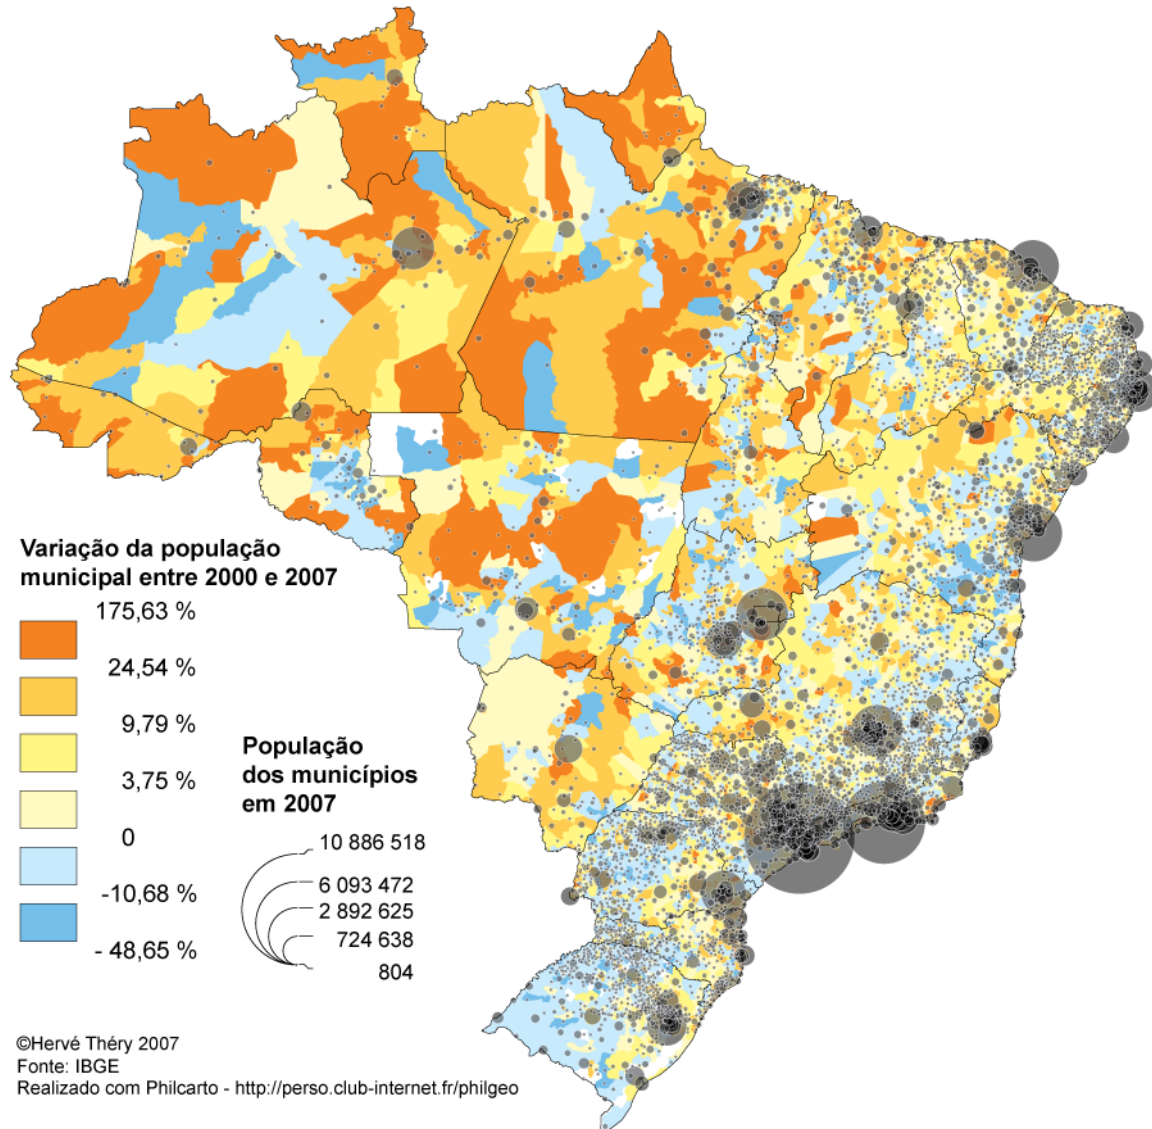 Variação da população
municipal entre 2000 e 2007
175,63 %
24,54 %
9,79 %
3,75 %
0
-10,68 %
- 48,65 %
População
dos municípios
em 2007
10 886 518
6 093 472
2 892 625
724 638
804
©Hervé Théry 2007
Fonte: IBGE
Realizado com Philcarto - http://perso.club-internet.fr/philgeo